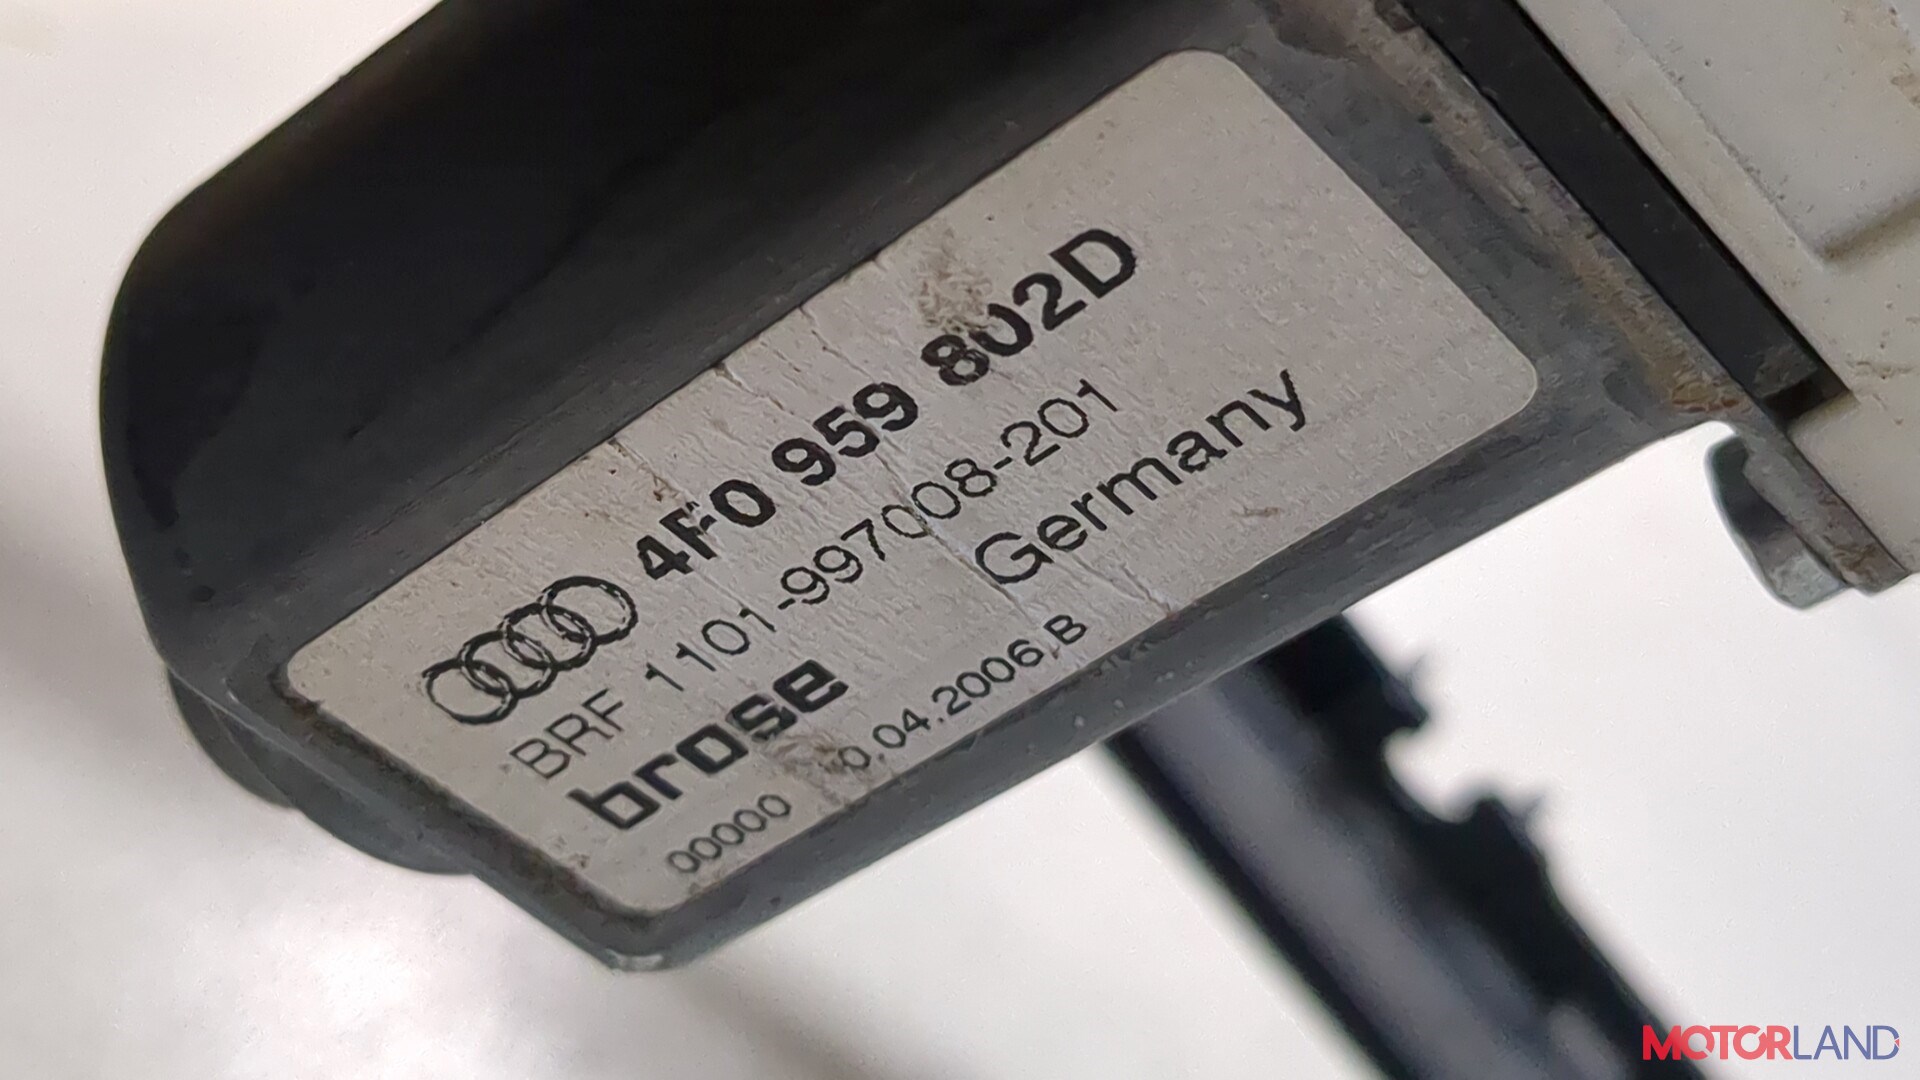 4F0 959 802D
BRF 1101-997008-201
brose Germany
00000 0.04.2006.B
MOTORLAND